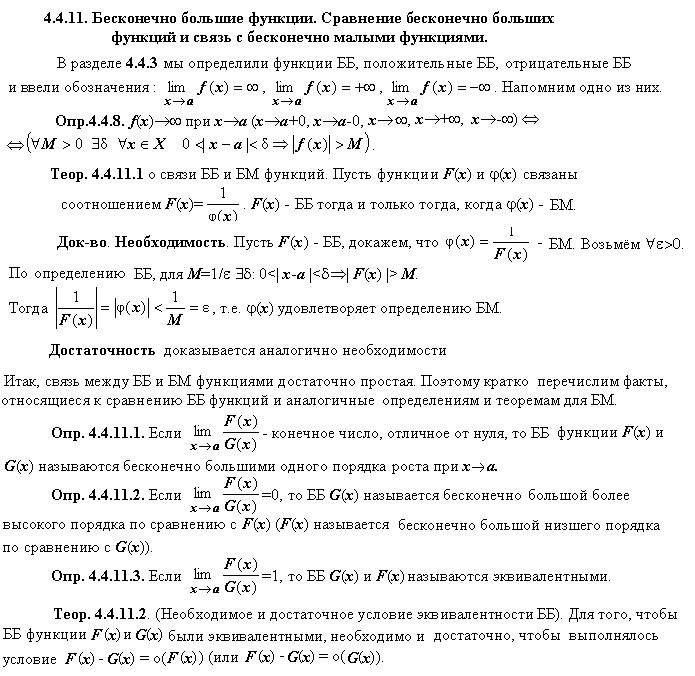 4.4.11. Бесконечно большие функции. Сравнение бесконечно больших
функций и связь с бесконечно малыми функциями.
В разделе 4.4.3 мы определили функции ББ, положительные ББ, отрицательные ББ
и ввели обозначения: lim x→a f(x) = ∞, lim x→a f(x) = +∞, lim x→a f(x) = −∞. Напомним одно из них.
Опр.4.4.8. f(x)→∞ при x→a (x→a+0, x→a-0, x→∞, x→+∞, x→-∞) ⇔
⇔ (∀M > 0 ∃δ ∀x ∈ X 0 <| x − a |< δ ⇒ |f(x)| > M).
Теор. 4.4.11.1 о связи ББ и БМ функций. Пусть функции F(x) и φ(x) связаны
соотношением F(x)= 1/φ(x) . F(x) - ББ тогда и только тогда, когда φ(x) - БМ.
Док-во. Необходимость. Пусть F(x) - ББ, докажем, что φ(x) = 1/F(x) - БМ. Возьмём ∀ε>0.
По определению ББ, для M=1/ε ∃δ: 0<| x-a |<δ⇒| F(x) |> M.
Тогда |1/F(x)| = |φ(x)| < 1/M = ε, т.е. φ(x) удовлетворяет определению БМ.
Достаточность доказывается аналогично необходимости
Итак, связь между ББ и БМ функциями достаточно простая. Поэтому кратко перечислим факты,
относящиеся к сравнению ББ функций и аналогичные определениям и теоремам для БМ.
Опр. 4.4.11.1. Если lim x→a F(x)/G(x) - конечное число, отличное от нуля, то ББ функции F(x) и
G(x) называются бесконечно большими одного порядка роста при x→a.
Опр. 4.4.11.2. Если lim x→a F(x)/G(x) =0, то ББ G(x) называется бесконечно большой более
высокого порядка по сравнению с F(x) (F(x) называется бесконечно большой низшего порядка
по сравнению с G(x)).
Опр. 4.4.11.3. Если lim x→a F(x)/G(x) =1, то ББ G(x) и F(x) называются эквивалентными.
Теор. 4.4.11.2. (Необходимое и достаточное условие эквивалентности ББ). Для того, чтобы
ББ функции F(x) и G(x) были эквивалентными, необходимо и достаточно, чтобы выполнялось
условие F(x) - G(x) = o(F(x)) (или F(x) - G(x) = o(G(x)).